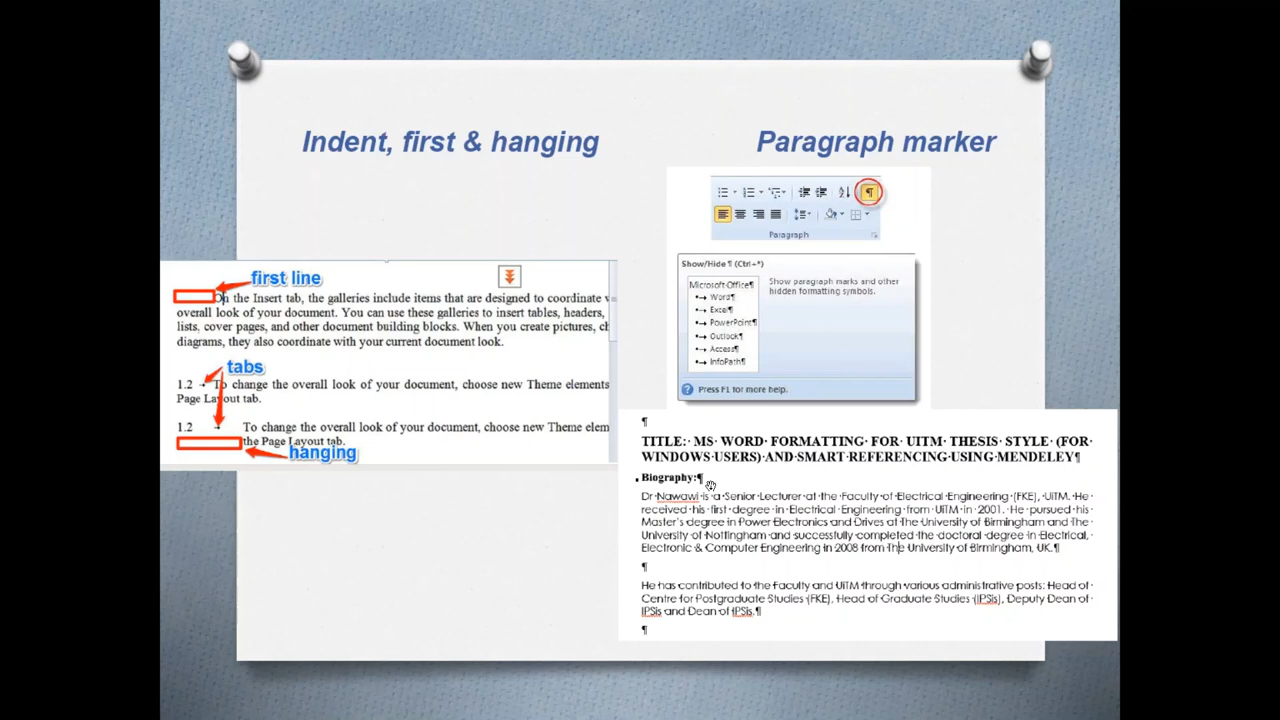 Indent, first & hanging
first line
On the Insert tab, the galleries include items that are designed to coordinate
overall look of your document. You can use these galleries to insert tables, headers,
lists, cover pages, and other document building blocks. When you create pictures,
diagrams, they also coordinate with your current document look.
tabs
1.2 To change the overall look of your document, choose new Theme elements
Page Layout tab.
1.2 To change the overall look of your document, choose new Theme
the Page Layout tab.
hanging
Paragraph marker
¶
Paragraph
Show/Hide ¶ (Ctrl+*)
Microsoft·Office¶
Word¶
Excel¶
PowerPoint¶
Outlook¶
Access¶
InfoPath¶
Show paragraph marks and other
hidden formatting symbols.
Press F1 for more help.
¶
TITLE: MS WORD FORMATTING FOR UITM THESIS STYLE (FOR
WINDOWS USERS) AND SMART REFERENCING USING MENDELEY¶
Biography:¶
Dr Nawawi is a Senior Lecturer at the Faculty of Electrical Engineering (FKE), UiTM. He
received his first degree in Electrical Engineering from UiTM in 2001. He pursued his
Master's degree in Power Electronics and Drives at The University of Birmingham and The
University of Nottingham and successfully completed the doctoral degree in Electrical,
Electronic & Computer Engineering in 2008 from The University of Birmingham, UK.¶
¶
He has contributed to the Faculty and UiTM through various administrative posts: Head of
Centre for Postgraduate Studies (FKE), Head of Graduate Studies (IPSis), Deputy Dean of
IPSis and Dean of IPSis.¶
¶